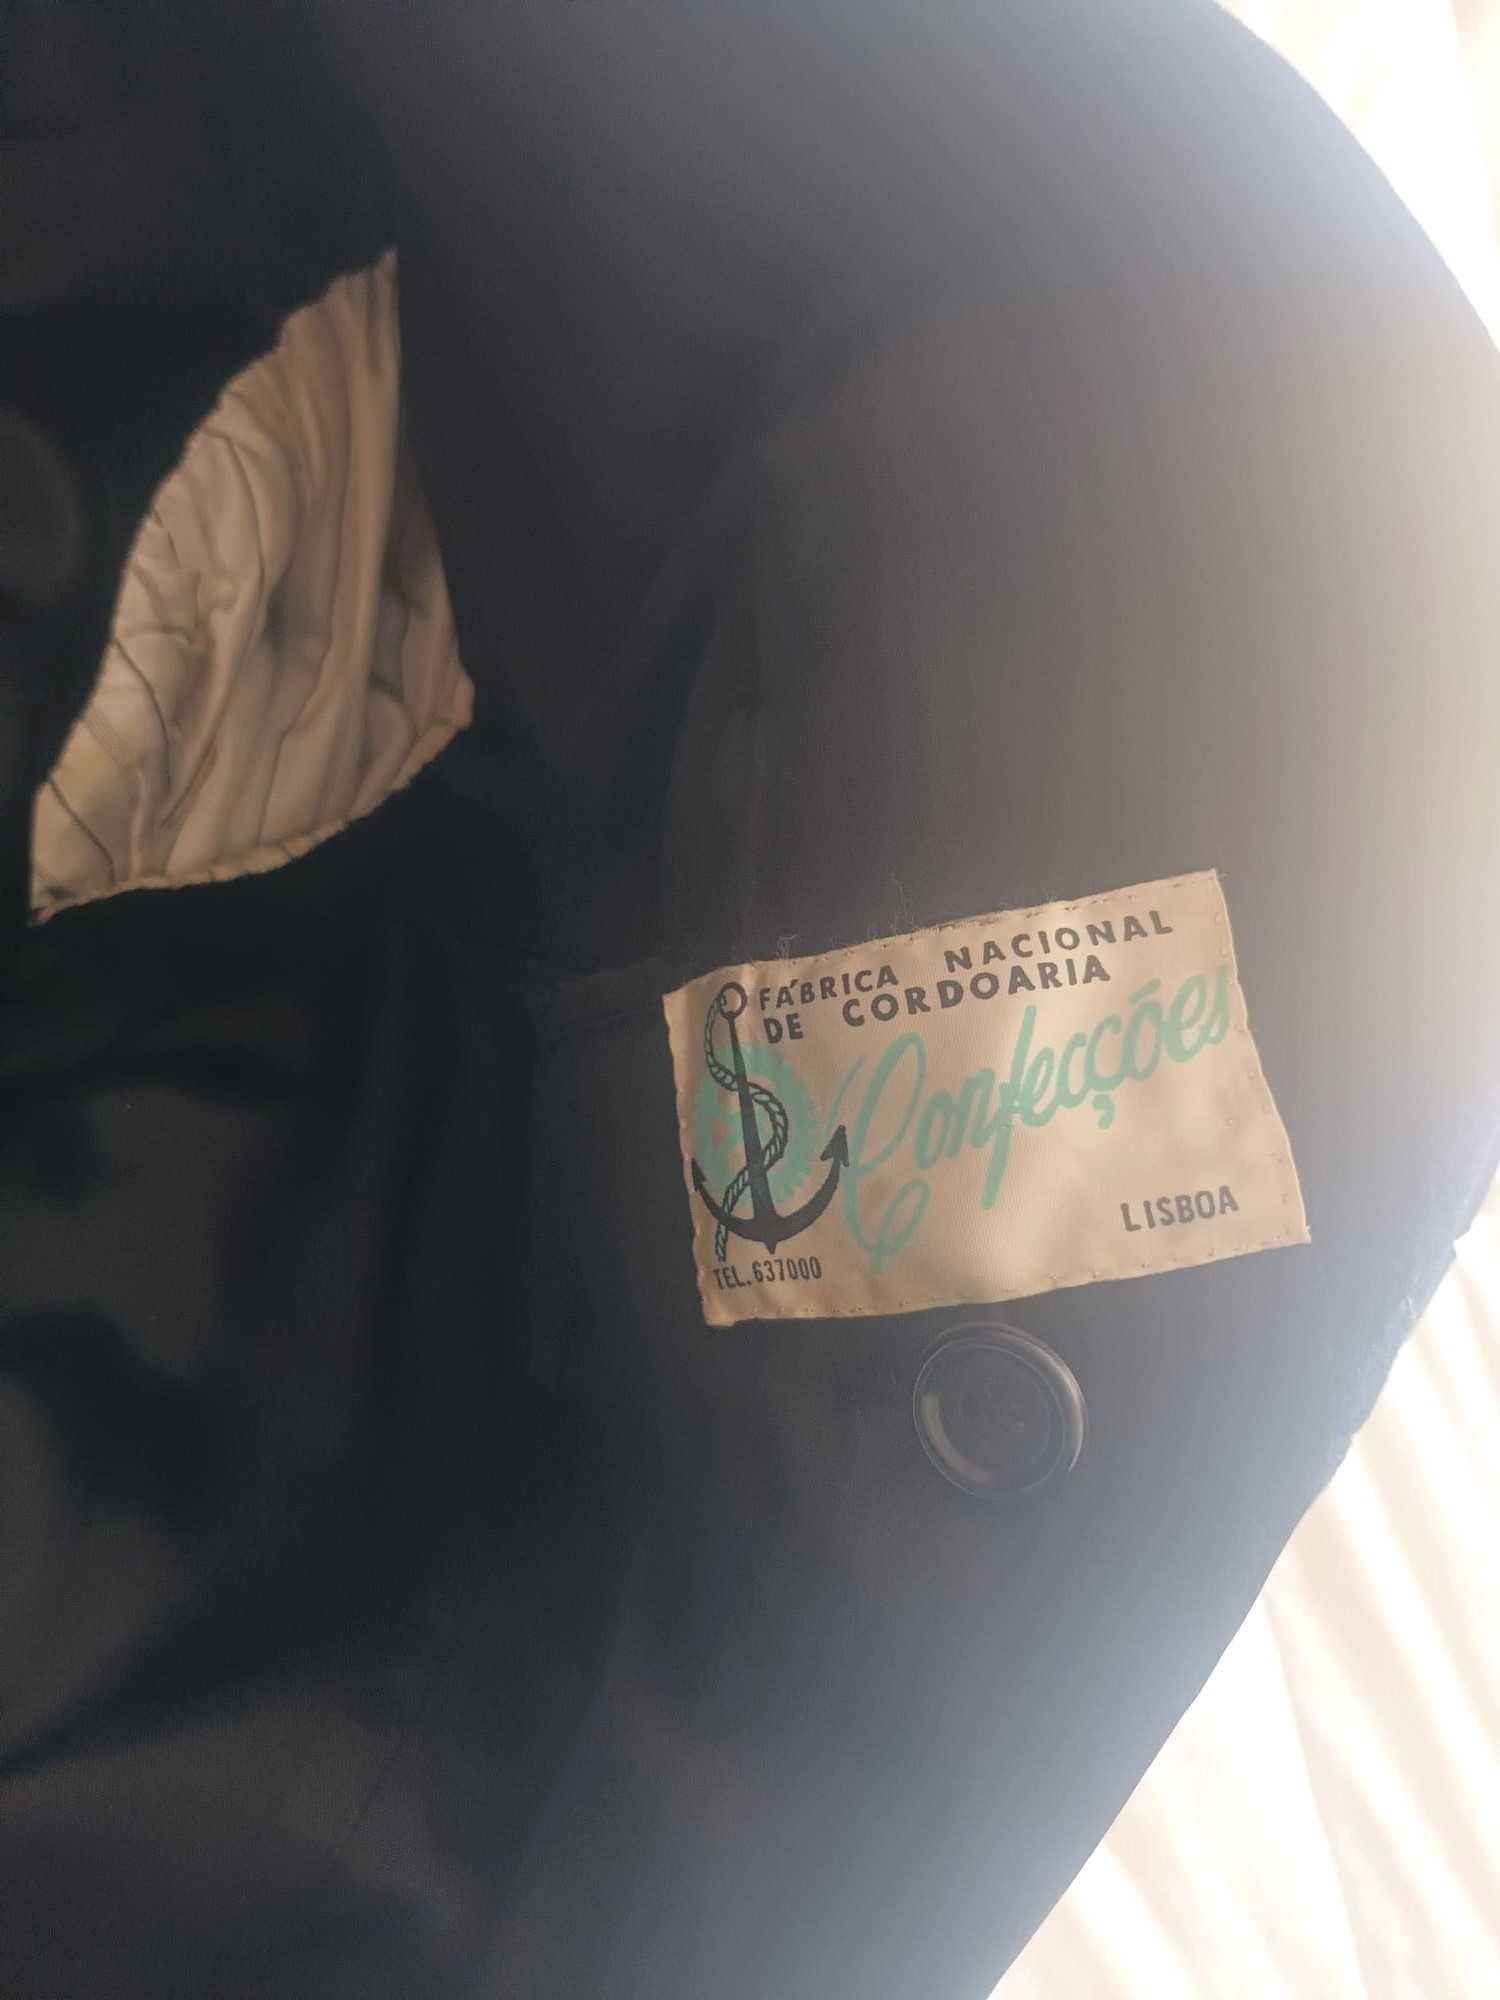 FÁBRICA NACIONAL
DE CORDOARIA
Confecções
LISBOA
TEL. 637000